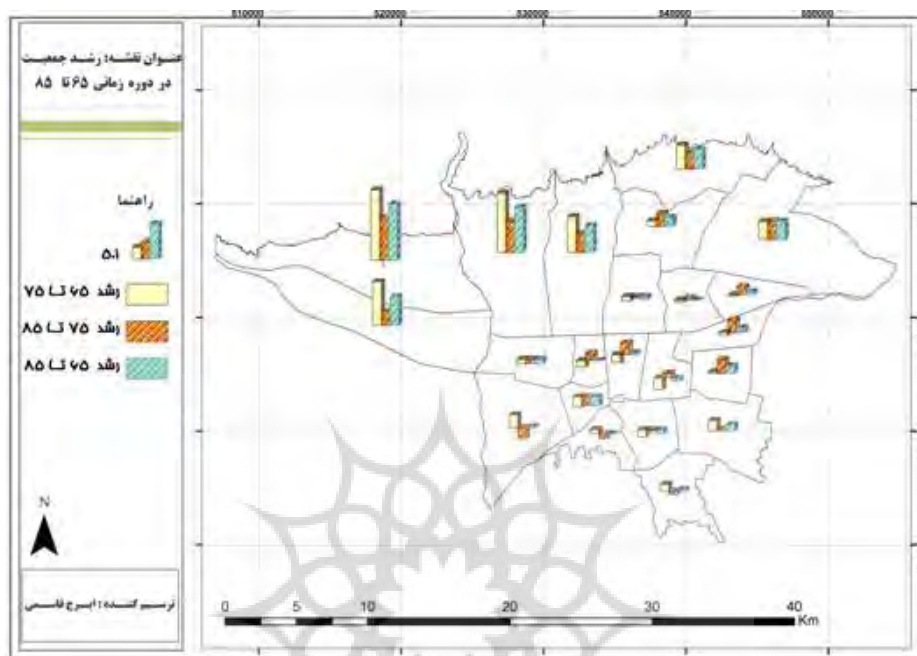 510000 520000 530000 540000 550000
عنوان نقشه: رشد جمعیت
در دوره زمانی ۶۵ تا ۸۵
راهنما
۵.۱
رشد ۶۵ تا ۷۵
رشد ۷۵ تا ۸۵
رشد ۶۵ تا ۸۵
N
ترسیم کننده: ایرج قاسمی
0 5 10 20 30 40
Km